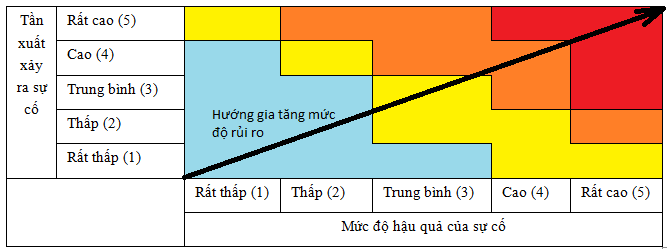 Tần
xuất
xảy
ra sự
cố
Rất cao (5)
Cao (4)
Trung bình (3)
Thấp (2)
Rất thấp (1)
Hướng gia tăng mức
độ rủi ro
Rất thấp (1)
Thấp (2)
Trung bình (3)
Cao (4)
Rất cao (5)
Mức độ hậu quả của sự cố